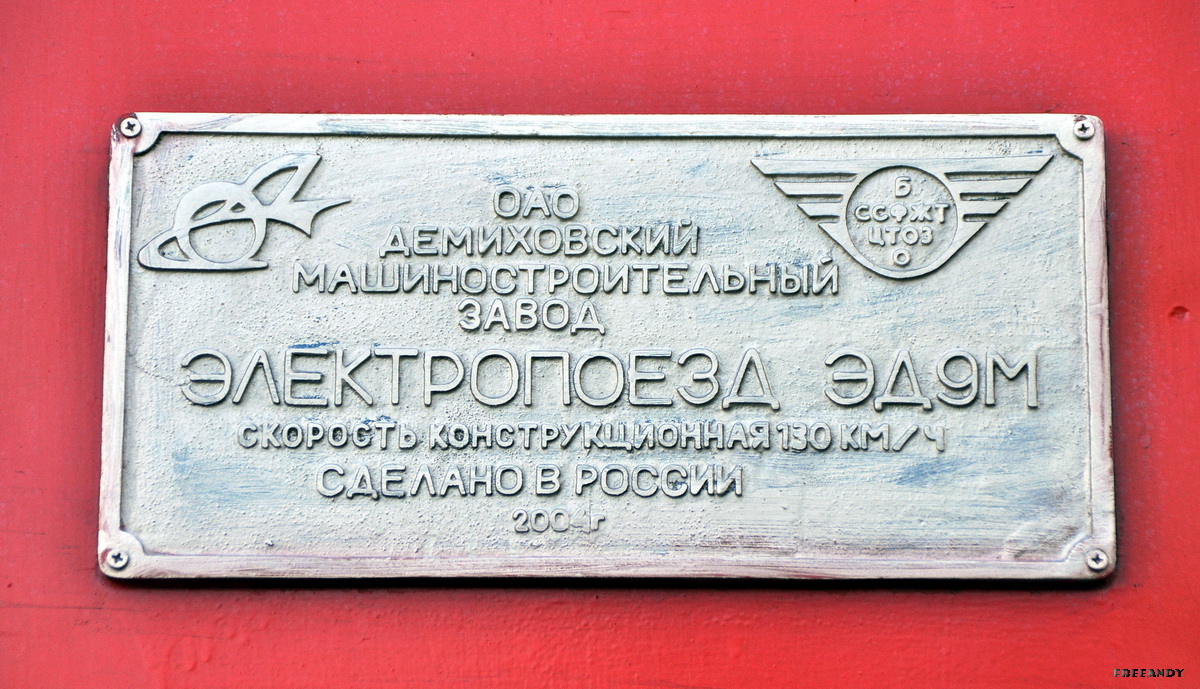 ОАО
ДЕМИХОВСКИЙ
МАШИНОСТРОИТЕЛЬНЫЙ
ЗАВОД
Б
ССФЖТ
ЦТОЗ
О
ЭЛЕКТРОПОЕЗД ЭД9М
СКОРОСТЬ КОНСТРУКЦИОННАЯ 130 КМ/Ч
СДЕЛАНО В РОССИИ
2004г
FREEANDY